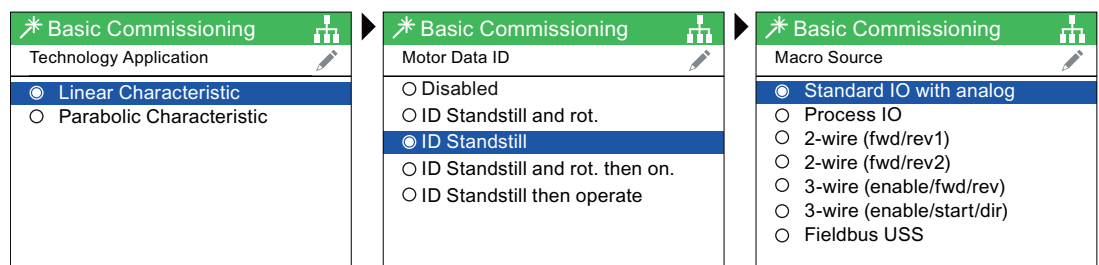 Basic Commissioning
Technology Application
Linear Characteristic
Parabolic Characteristic
Basic Commissioning
Motor Data ID
Disabled
ID Standstill and rot.
ID Standstill
ID Standstill and rot. then on.
ID Standstill then operate
Basic Commissioning
Macro Source
Standard IO with analog
Process IO
2-wire (fwd/rev1)
2-wire (fwd/rev2)
3-wire (enable/fwd/rev)
3-wire (enable/start/dir)
Fieldbus USS